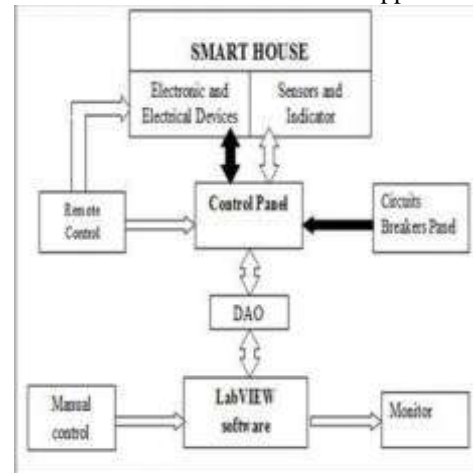 SMART HOUSE
Electronic and
Electrical Devices
Sensors and
Indicator
Remote
Control
Control Panel
Circuits
Breakers Panel
DAO
Manual
control
LabVIEW
software
Monitor